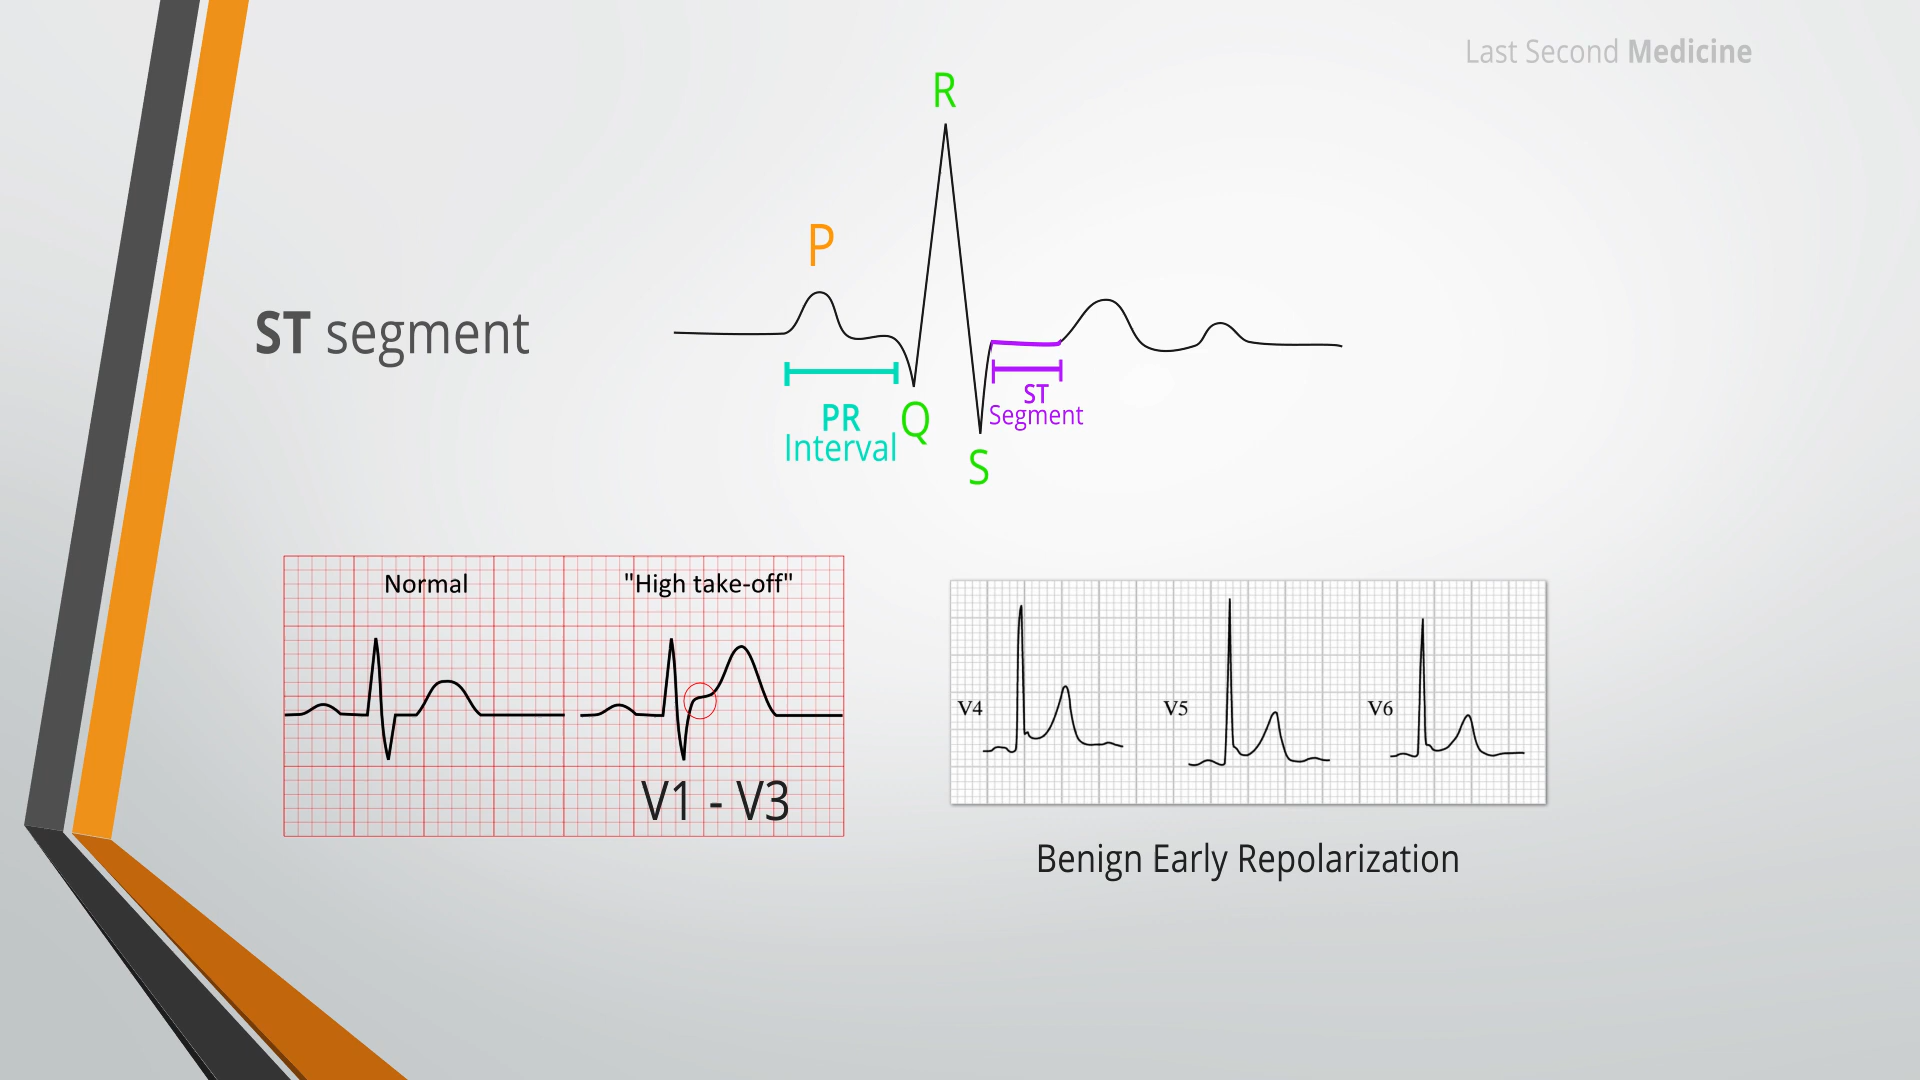 Last Second Medicine
R
P
ST segment
PR
Interval
Q
ST
Segment
S
Normal
"High take-off"
V1 - V3
V4
V5
V6
Benign Early Repolarization